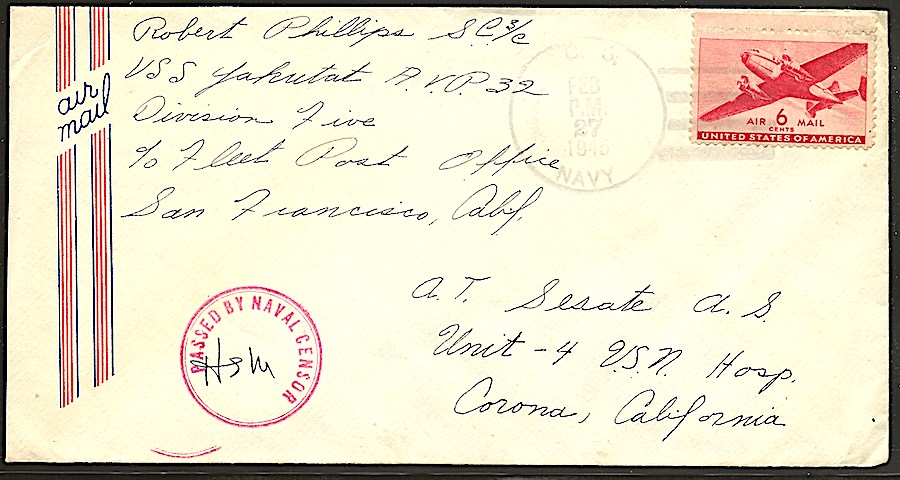 Robert Phillips S.C.3/c
USS Yakutat A.V.P. 32
Division Five
c/o Fleet Post Office
San Francisco, Calif.
air mail
U.S.
FEB
P.M.
27
1945
NAVY
AIR 6 MAIL
CENTS
UNITED STATES OF AMERICA
PASSED BY NAVAL CENSOR
A.T. Sesate A.S.
Unit-4 U.S.N. Hosp.
Corona, California